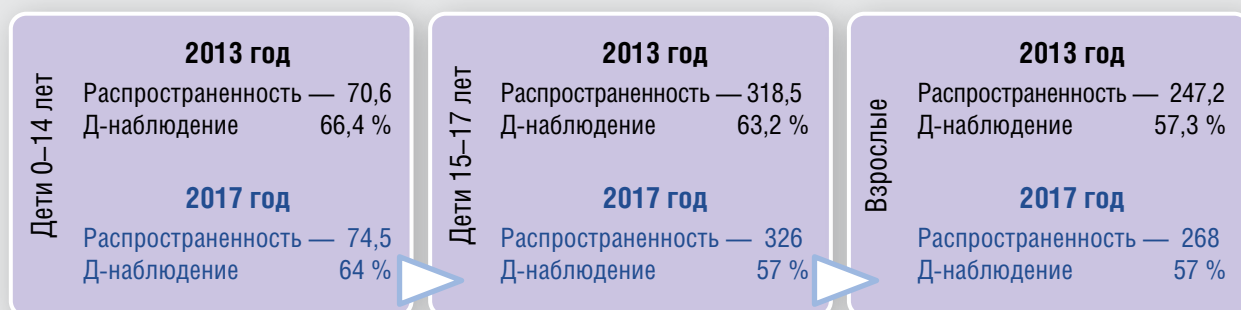 Дети 0–14 лет
2013 год
Распространенность — 70,6
Д-наблюдение 66,4 %
2017 год
Распространенность — 74,5
Д-наблюдение 64 %
Дети 15–17 лет
2013 год
Распространенность — 318,5
Д-наблюдение 63,2 %
2017 год
Распространенность — 326
Д-наблюдение 57 %
Взрослые
2013 год
Распространенность — 247,2
Д-наблюдение 57,3 %
2017 год
Распространенность — 268
Д-наблюдение 57 %